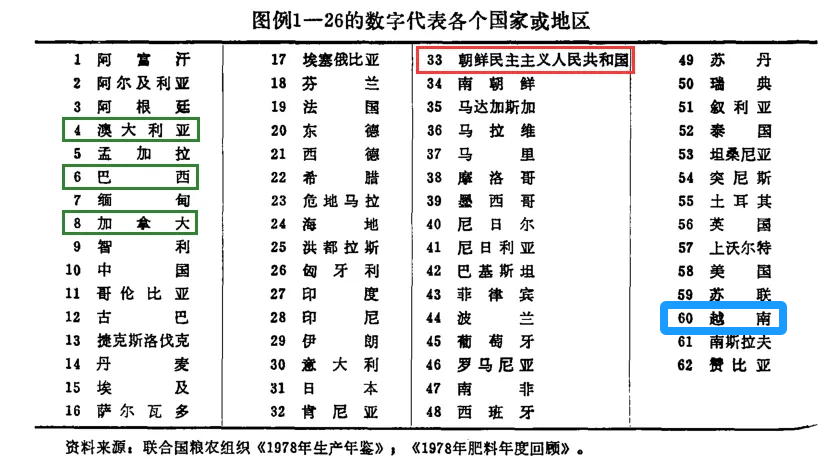 图例1—26的数字代表各个国家或地区
1 阿富汗
2 阿尔及利亚
3 阿根廷
4 澳大利亚
5 孟加拉
6 巴西
7 缅甸
8 加拿大
9 智利
10 中国
11 哥伦比亚
12 古巴
13 捷克斯洛伐克
14 丹麦
15 埃及
16 萨尔瓦多
17 埃塞俄比亚
18 芬兰
19 法国
20 东德
21 西德
22 希腊
23 危地马拉
24 海地
25 洪都拉斯
26 匈牙利
27 印度
28 印尼
29 伊朗
30 意大利
31 日本
32 肯尼亚
33 朝鲜民主主义人民共和国
34 南朝鲜
35 马达加斯加
36 马拉维
37 马里
38 摩洛哥
39 墨西哥
40 尼日尔
41 尼日利亚
42 巴基斯坦
43 菲律宾
44 波兰
45 葡萄牙
46 罗马尼亚
47 南非
48 西班牙
49 苏丹
50 瑞典
51 叙利亚
52 泰国
53 坦桑尼亚
54 突尼斯
55 土耳其
56 英国
57 上沃尔特
58 美国
59 苏联
60 越南
61 南斯拉夫
62 赞比亚
资料来源：联合国粮农组织《1978年生产年鉴》；《1978年肥料年度回顾》。